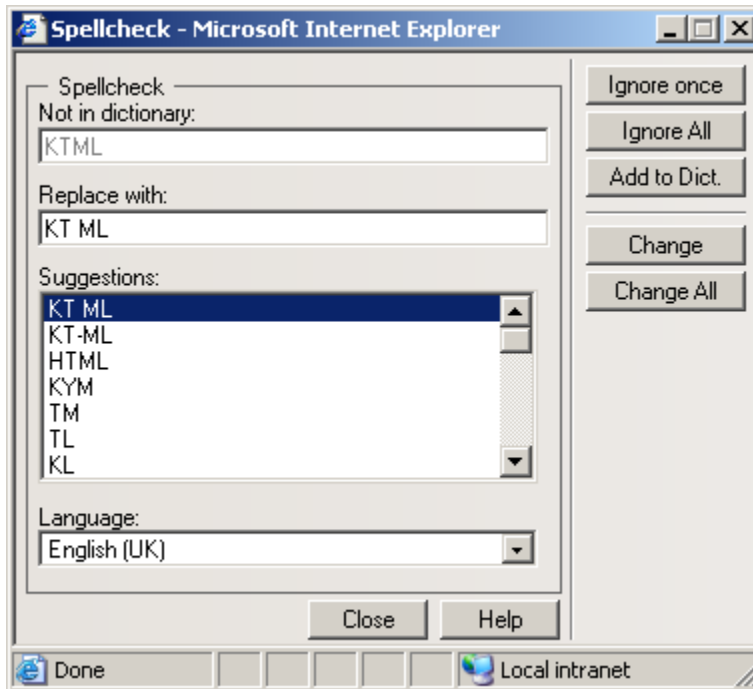 Spellcheck - Microsoft Internet Explorer
Spellcheck
Not in dictionary:
KTML
Replace with:
KT ML
Suggestions:
KT ML
KT-ML
HTML
KYM
TM
TL
KL
Language:
English (UK)
Close
Help
Ignore once
Ignore All
Add to Dict.
Change
Change All
Done
Local intranet